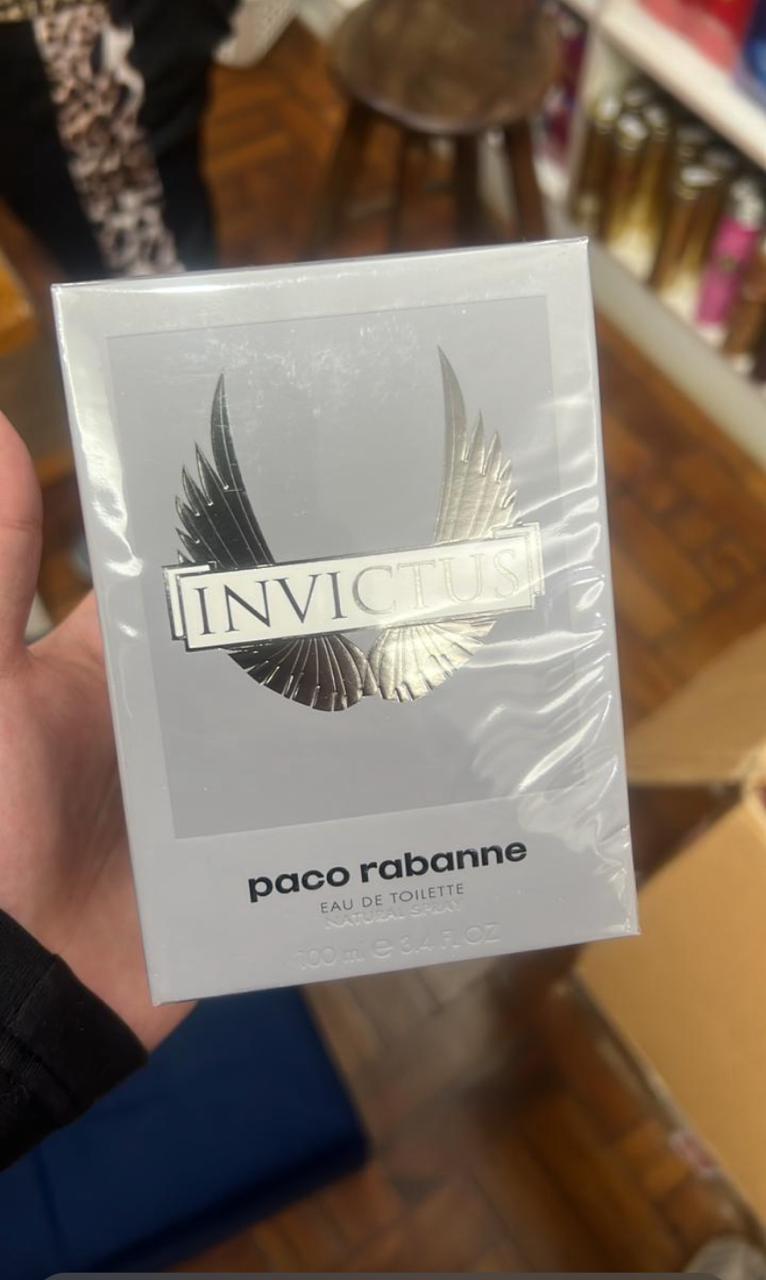 INVICTUS
paco rabanne
EAU DE TOILETTE
NATURAL SPRAY
100 ml e 3.4 FL OZ